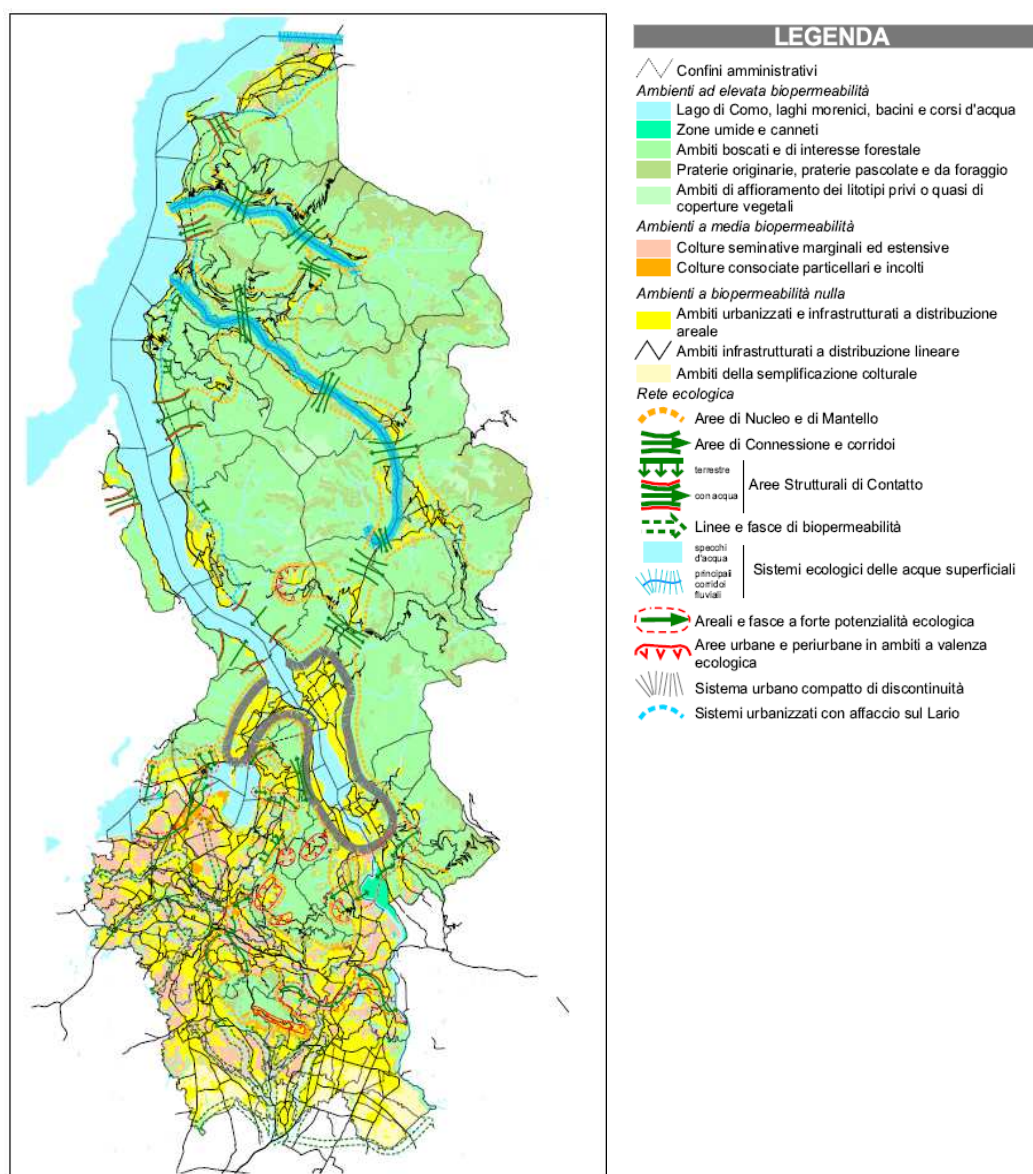 LEGENDA
Confini amministrativi
Ambienti ad elevata biopermeabilità
Lago di Como, laghi morenici, bacini e corsi d'acqua
Zone umide e canneti
Ambiti boscati e di interesse forestale
Praterie originarie, praterie pascolate e da foraggio
Ambiti di affioramento dei litotipi privi o quasi di
coperture vegetali
Ambienti a media biopermeabilità
Colture seminative marginali ed estensive
Colture consociate particellari e incolti
Ambienti a biopermeabilità nulla
Ambiti urbanizzati e infrastrutturati a distribuzione
areale
Ambiti infrastrutturati a distribuzione lineare
Ambiti della semplificazione colturale
Rete ecologica
Aree di Nucleo e di Mantello
Aree di Connessione e corridoi
terrestre
con acqua
Aree Strutturali di Contatto
Linee e fasce di biopermeabilità
specchi
d'acqua
principali
corridoi
fluviali
Sistemi ecologici delle acque superficiali
Areali e fasce a forte potenzialità ecologica
Aree urbane e periurbane in ambiti a valenza
ecologica
Sistema urbano compatto di discontinuità
Sistemi urbanizzati con affaccio sul Lario